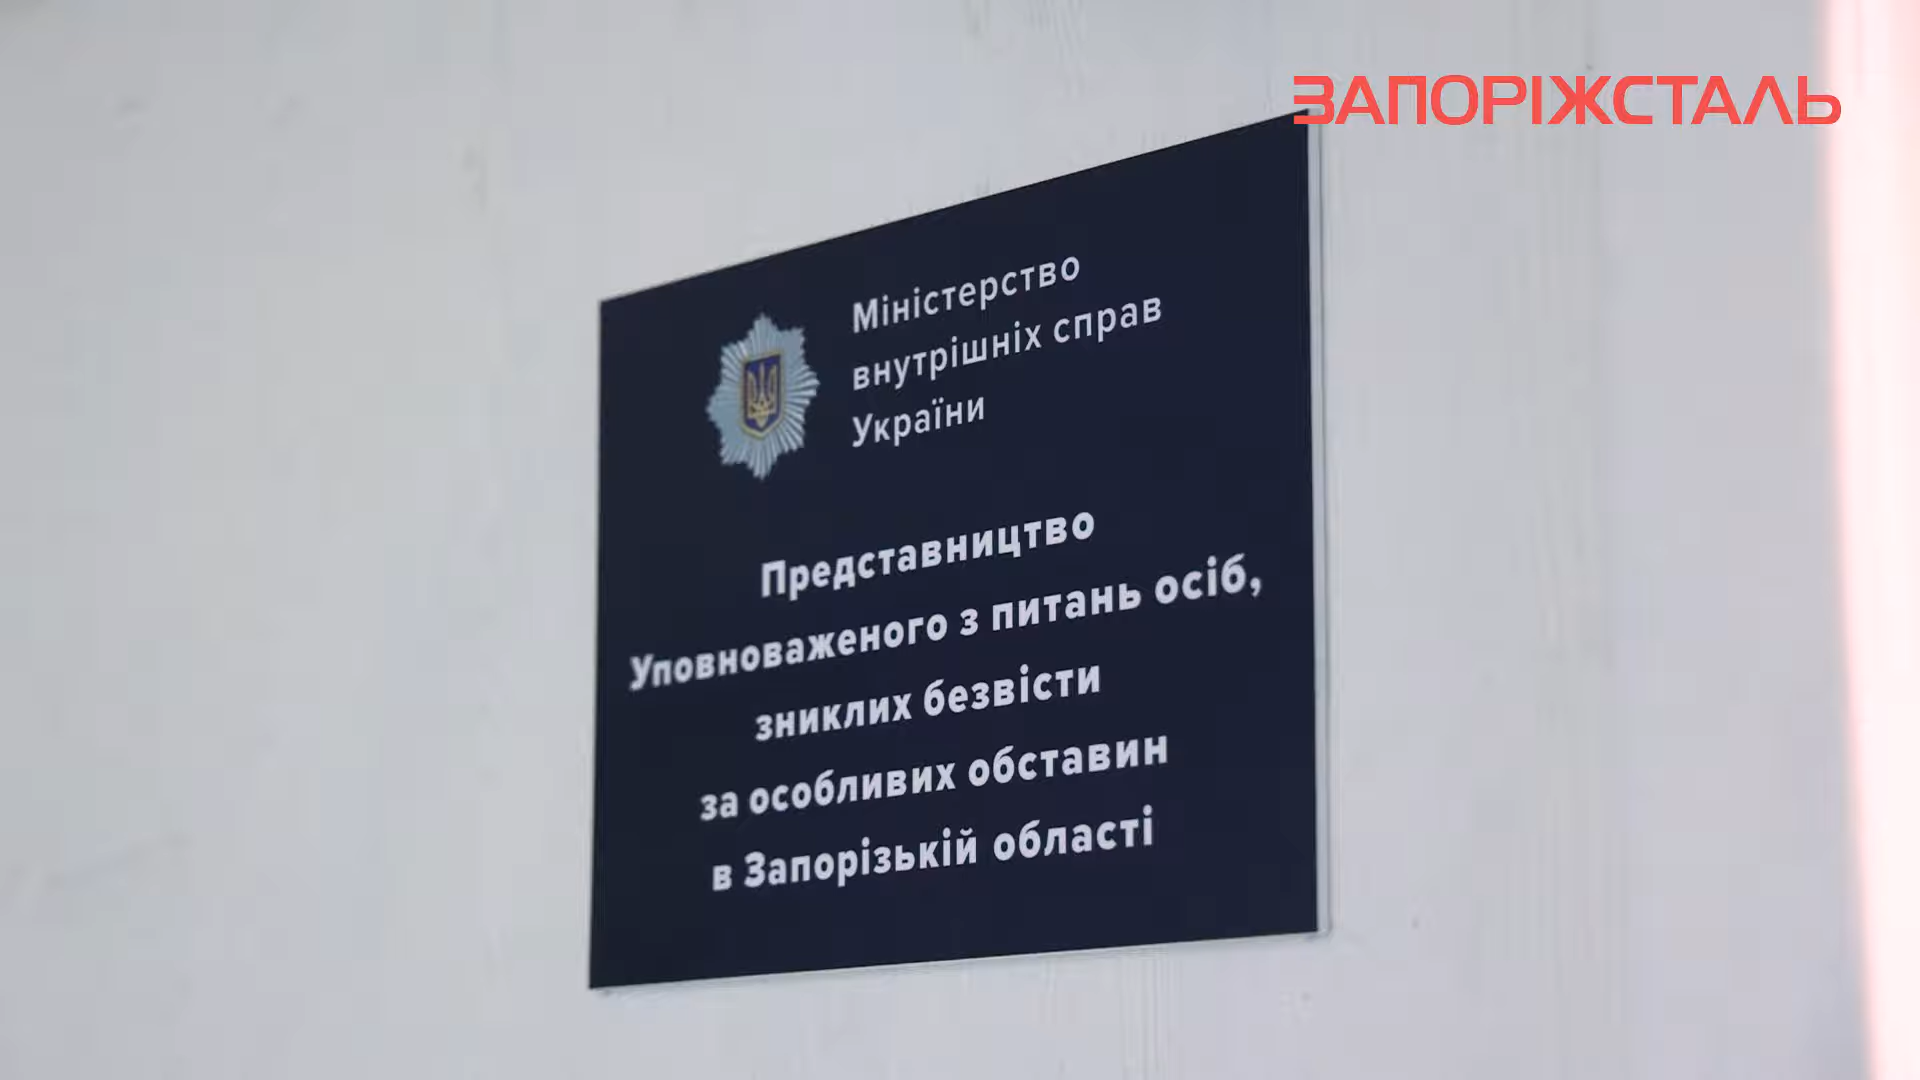 ЗАПОРІЖСТАЛЬ
Міністерство
внутрішніх справ
України
Представництво
Уповноваженого з питань осіб,
зниклих безвісти
за особливих обставин
в Запорізькій області